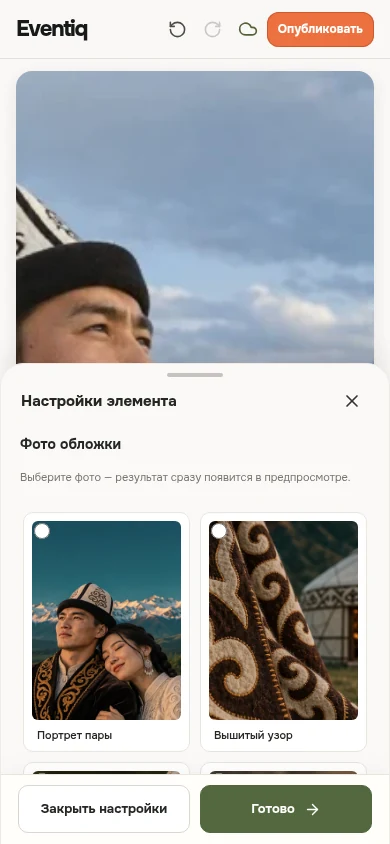 Eventiq
Опубликовать
Настройки элемента
Фото обложки
Выберите фото — результат сразу появится в предпросмотре.
Портрет пары
Вышитый узор
Закрыть настройки
Готово